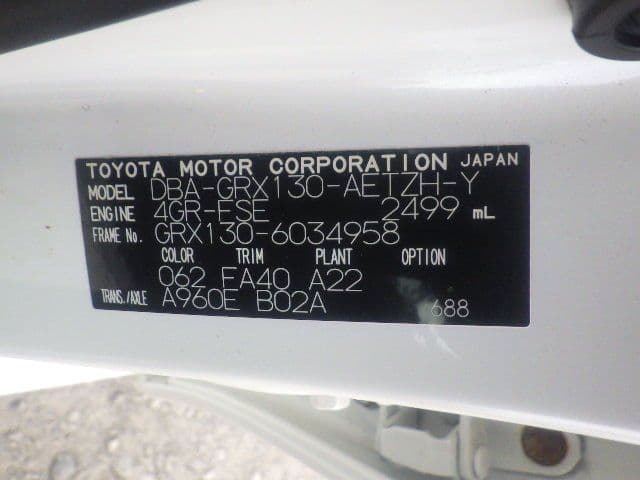 TOYOTA MOTOR CORPORATION JAPAN
MODEL DBA-GRX130-AETZH-Y
ENGINE 4GR-FSE 2499 mL
FRAME No. GRX130-6034958
COLOR TRIM PLANT OPTION
062 FA40 A22
TRANS./AXLE A960E B02A 688